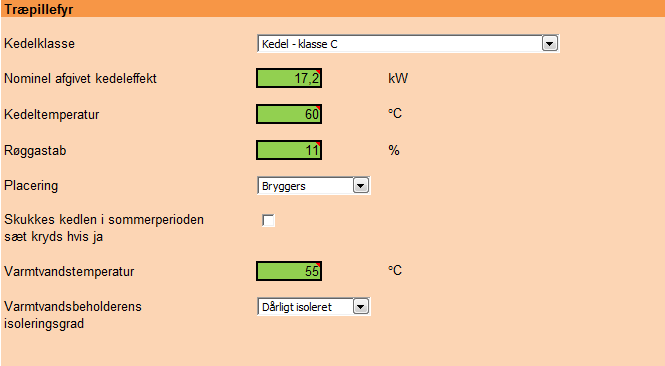 Træpillefyr
Kedelklasse Kedel - klasse C
Nominel afgivet kedeleffekt 17,2 kW
Kedeltemperatur 60 °C
Røggastab 11 %
Placering Bryggers
Skukkes kedlen i sommerperioden
sæt kryds hvis ja
Varmtvandstemperatur 55 °C
Varmtvandsbeholderens Dårligt isoleret
isoleringsgrad